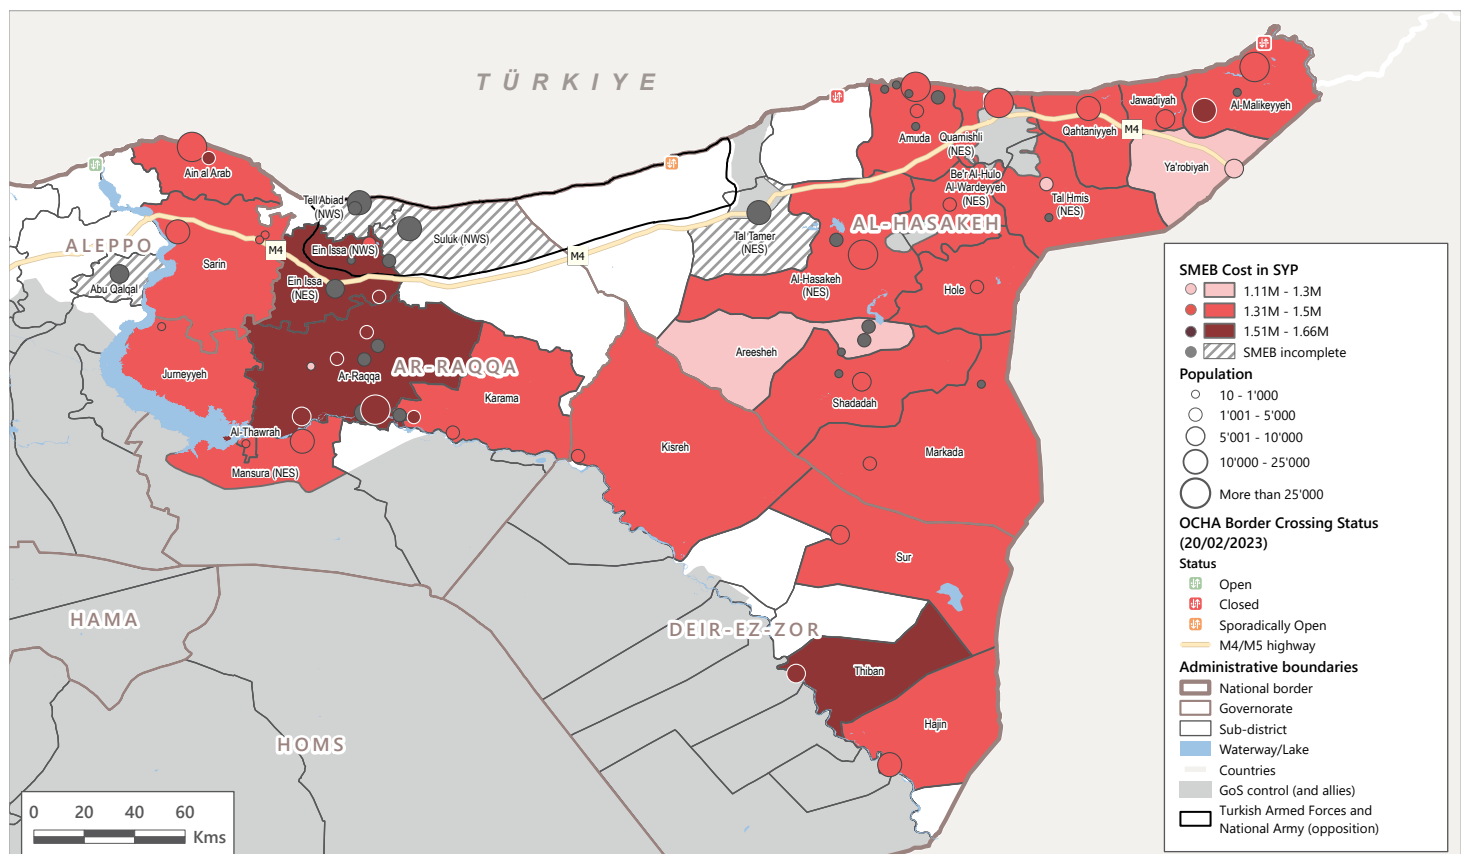 TÜRKİYE
Jawadiyah
Al-Malikeyyeh
Amuda
Quamishli
(NES)
Qahtaniyyeh
M4
Ya'robiyah
Ain al Arab
Be'r Al-Hulo
Al-Wardeyyeh
(NES)
Tal Hmis
(NES)
Tell Abiad
(NWS)
AL-HASAKEH
Suluk (NWS)
Tal Tamer
(NES)
ALEPPO
M4
Ein Issa (NWS)
M4
Sarin
Abu Qalqal
Ein Issa
(NES)
Al-Hasakeh
(NES)
Hole
Areesheh
Jurneyyeh
Ar-Raqqa
AR-RAQQA
Karama
Shadadah
Al-Thawrah
Kisreh
Markada
Mansura (NES)
Sur
HAMA
DEIR-EZ-ZOR
Thiban
Hajin
HOMS
0 20 40 60
Kms
SMEB Cost in SYP
1.11M - 1.3M
1.31M - 1.5M
1.51M - 1.66M
SMEB incomplete
Population
10 - 1'000
1'001 - 5'000
5'001 - 10'000
10'000 - 25'000
More than 25'000
OCHA Border Crossing Status
(20/02/2023)
Status
Open
Closed
Sporadically Open
M4/M5 highway
Administrative boundaries
National border
Governorate
Sub-district
Waterway/Lake
Countries
GoS control (and allies)
Turkish Armed Forces and
National Army (opposition)